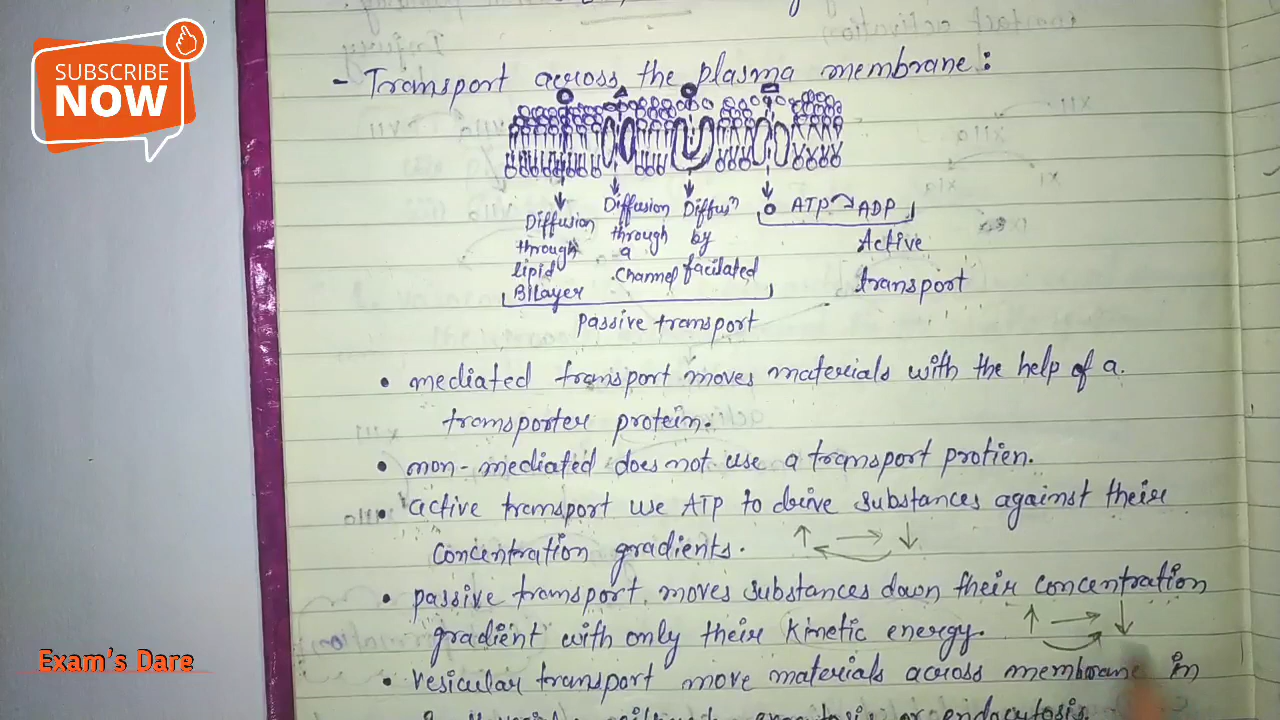 SUBSCRIBE
NOW
- Transport across the plasma membrane:
Diffusion
through
lipid
Bilayer
Diffusion
through
a
channel
Diffusⁿ
by
facilated
ATP ADP
Active
transport
Passive transport
• mediated transport moves materials with the help of a.
transporter protein.
• non-mediated does not use a transport protien.
• active transport use ATP to drive substances against their
concentration gradients. ↑ → ↓
• passive transport moves substances down their concentration
gradient with only their kinetic energy. ↑ → ↓
• vesicular transport move materials across membrane in
or endocytosis.
Exam's Dare